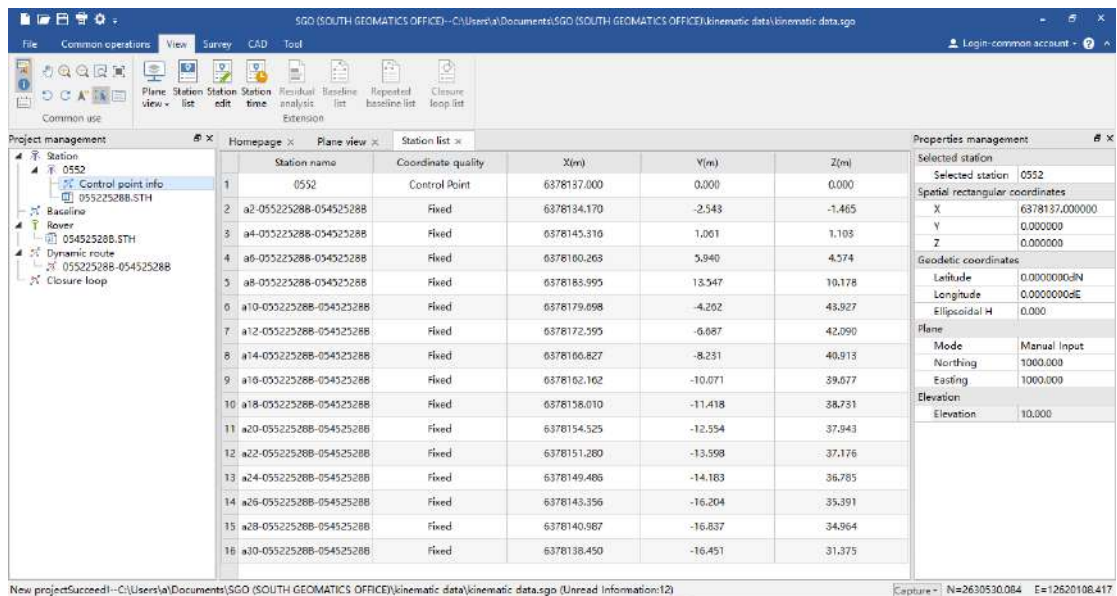 SGO (SOUTH GEOMATICS OFFICE)--C:\Users\a\Documents\SGO (SOUTH GEOMATICS OFFICE)\kinematic data\kinematic data.sgo
File Common operations View Survey CAD Tool Login-common account
Plane view Station list Station edit Station time Residual analysis Baseline list Repeated baseline list Closure loop list
Common use Extension
Project management
Station
0552
Control point info
05522528B.STH
Baseline
Rover
05452528B.STH
Dynamic route
05522528B-05452528B
Closure loop
Homepage Plane view Station list
Station name Coordinate quality X(m) Y(m) Z(m)
1 0552 Control Point 6378137.000 0.000 0.000
2 a2-05522528B-05452528B Fixed 6378134.170 -2.543 -1.465
3 a4-05522528B-05452528B Fixed 6378145.316 1.061 1.103
4 a6-05522528B-05452528B Fixed 6378160.263 5.940 4.574
5 a8-05522528B-05452528B Fixed 6378183.995 13.547 10.178
6 a10-05522528B-05452528B Fixed 6378179.698 -4.262 43.927
7 a12-05522528B-05452528B Fixed 6378172.595 -6.687 42.090
8 a14-05522528B-05452528B Fixed 6378166.827 -8.231 40.913
9 a16-05522528B-05452528B Fixed 6378162.162 -10.071 39.677
10 a18-05522528B-05452528B Fixed 6378158.010 -11.418 38.731
11 a20-05522528B-05452528B Fixed 6378154.525 -12.554 37.943
12 a22-05522528B-05452528B Fixed 6378151.280 -13.598 37.176
13 a24-05522528B-05452528B Fixed 6378149.486 -14.183 36.785
14 a26-05522528B-05452528B Fixed 6378143.356 -16.204 35.391
15 a28-05522528B-05452528B Fixed 6378140.987 -16.837 34.964
16 a30-05522528B-05452528B Fixed 6378138.450 -16.451 31.375
Properties management
Selected station
Selected station 0552
Spatial rectangular coordinates
X 6378137.000000
Y 0.000000
Z 0.000000
Geodetic coordinates
Latitude 0.0000000dN
Longitude 0.0000000dE
Ellipsoidal H 0.000
Plane
Mode Manual Input
Northing 1000.000
Easting 1000.000
Elevation
Elevation 10.000
New projectSucceed!--C:\Users\a\Documents\SGO (SOUTH GEOMATICS OFFICE)\kinematic data\kinematic data.sgo (Unread Information:12) Capture N=2630530.084 E=12620108.417